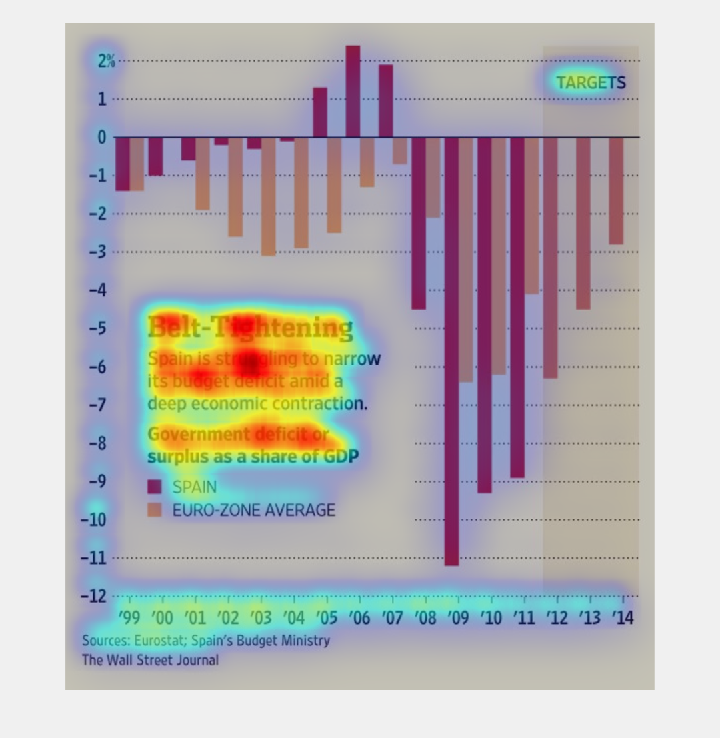 2%
TARGETS
1
0
-1
-2
-3
-4
Belt-Tightening
-5
Spain is struggling to narrow
-6
its budget deficit amid a
deep economic contraction.
-7
Government deficit or
-8
surplus as a share of GDP
-9
SPAIN
EURO-ZONE AVERAGE
-10
-11
-12
'99 '00 '01 '02 '03 '04 '05 '06 '07 '08 '09 '10 '11 '12 '13 '14
Sources: Eurostat; Spain's Budget Ministry
The Wall Street Journal